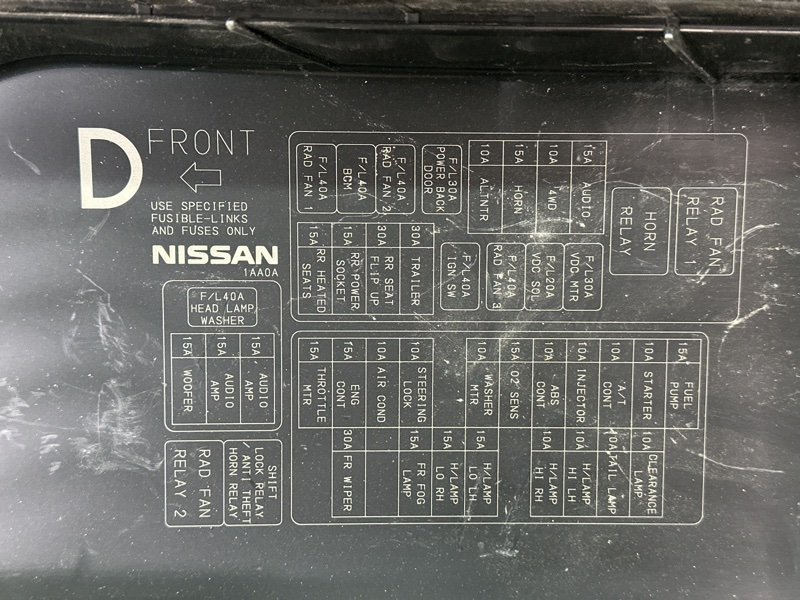 D
FRONT
USE SPECIFIED
FUSIBLE-LINKS
AND FUSES ONLY
NISSAN
1AA0A
F/L40A
RAD FAN 1
F/L40A
BCM
F/L40A
RAD FAN 2
F/L30A
POWER BACK
DOOR
10A ALTNTR
15A HORN
10A 4WD
15A AUDIO
HORN
RELAY
RAD FAN
RELAY 1
15A RR HEATED
SEATS
15A RR POWER
SOCKET
30A RR SEAT
FLIP UP
30A TRAILER
F/L40A
IGN SW
F/L40A
RAD FAN 3
F/L20A
VDC SOL
F/L30A
VDC MTR
F/L40A
HEAD LAMP
WASHER
15A WOOFER
15A AUDIO
AMP
15A AUDIO
AMP
RAD FAN
RELAY 2
SHIFT
LOCK RELAY
/ANTI THEFT
HORN RELAY
15A THROTTLE
MTR
15A ENG
CONT
10A AIR COND
10A STEERING
LOCK
10A WASHER
MTR
15A O2 SENS
10A ABS
CONT
10A INJECTOR
10A A/T
CONT
10A STARTER
15A FUEL
PUMP
30A FR WIPER
15A FR FOG
LAMP
15A H/LAMP
LO RH
15A H/LAMP
LO LH
10A H/LAMP
HI RH
10A H/LAMP
HI LH
10A TAIL LAMP
10A CLEARANCE
LAMP